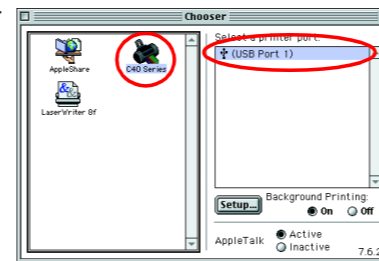 Chooser
Select a printer port:
(USB Port 1)
AppleShare
C40 Series
LaserWriter 8f
Setup...
Background Printing:
On Off
AppleTalk
Active
Inactive
7.6.2